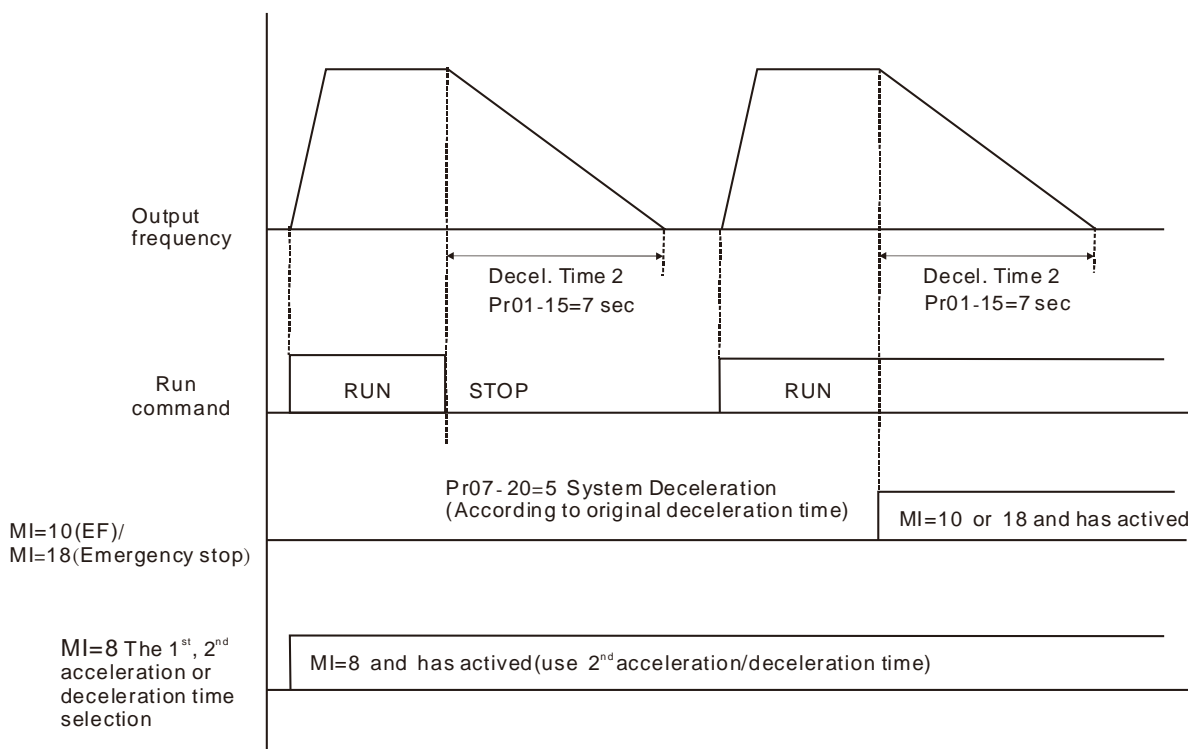 Output
frequency
Decel. Time 2
Pr01-15=7 sec
Decel. Time 2
Pr01-15=7 sec
Run
command
RUN
STOP
RUN
Pr07-20=5 System Deceleration
(According to original deceleration time)
MI=10(EF)/
MI=18(Emergency stop)
MI=10 or 18 and has actived
MI=8 The 1st, 2nd
acceleration or
deceleration time
selection
MI=8 and has actived(use 2nd acceleration/deceleration time)